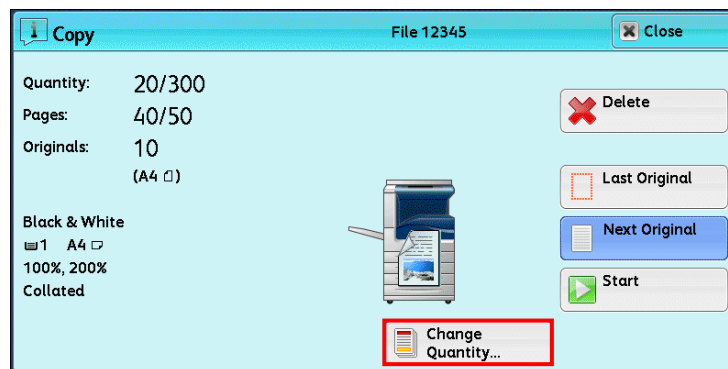 Copy
File 12345
Close
Quantity: 20/300
Pages: 40/50
Originals: 10
(A4)
Delete
Last Original
Next Original
Start
Black & White
1 A4
100%, 200%
Collated
Change
Quantity...